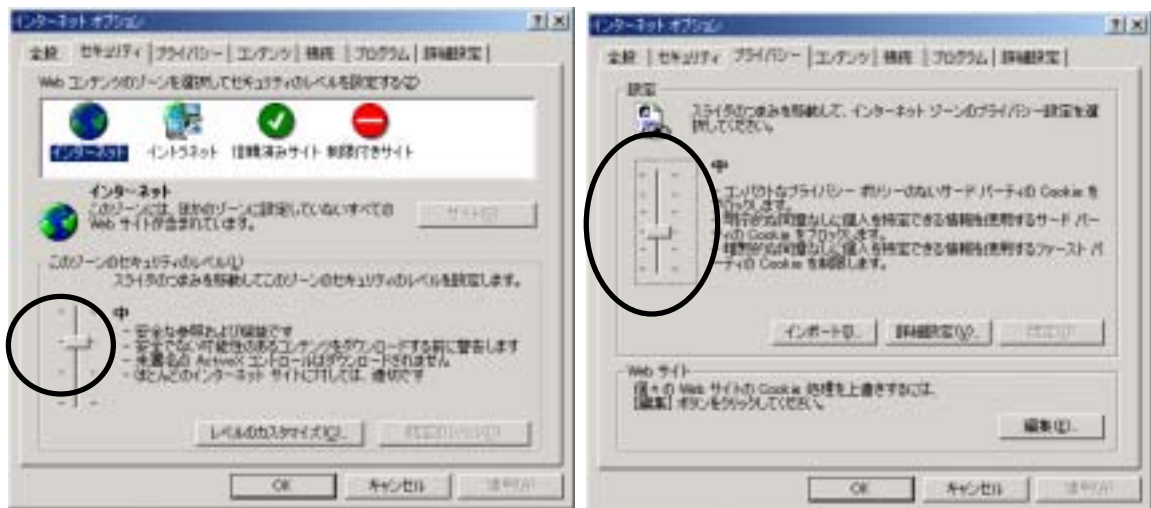 インターネット オプション
全般 セキュリティ プライバシー コンテンツ 接続 プログラム 詳細設定
Web コンテンツのゾーンを選択してセキュリティのレベルを設定する(Z)
インターネット イントラネット 信頼済みサイト 制限付きサイト
インターネット
このゾーンには、ほかのゾーンに設定していないすべての
Web サイトが含まれています。
サイト(S)
このゾーンのセキュリティのレベル(L)
スライダのつまみを移動してこのゾーンのセキュリティのレベルを設定します。
中
- 安全な参照および機能です
- 安全でない可能性のあるコンテンツをダウンロードする前に警告します
- 未署名の ActiveX コントロールはダウンロードされません
- ほとんどのインターネット サイトに対しては、適切です
レベルのカスタマイズ(C)... 既定のレベル(D)
OK キャンセル 適用(A)
インターネット オプション
全般 セキュリティ プライバシー コンテンツ 接続 プログラム 詳細設定
設定
スライダのつまみを移動して、インターネット ゾーンのプライバシー設定を選
択してください。
中
- コンパクトなプライバシー ポリシーのないサード パーティの Cookie を
ブロックします。
- 明示的な同意なしに個人を特定できる情報を使用するサード パー
ティの Cookie をブロックします。
- 暗黙的な同意なしに個人を特定できる情報を使用するファースト パ
ーティの Cookie を制限します。
インポート(I)... 詳細設定(V)... 既定(D)
Web サイト
個々の Web サイトの Cookie 処理を上書きするには、
[編集] ボタンをクリックしてください。
編集(E)...
OK キャンセル 適用(A)